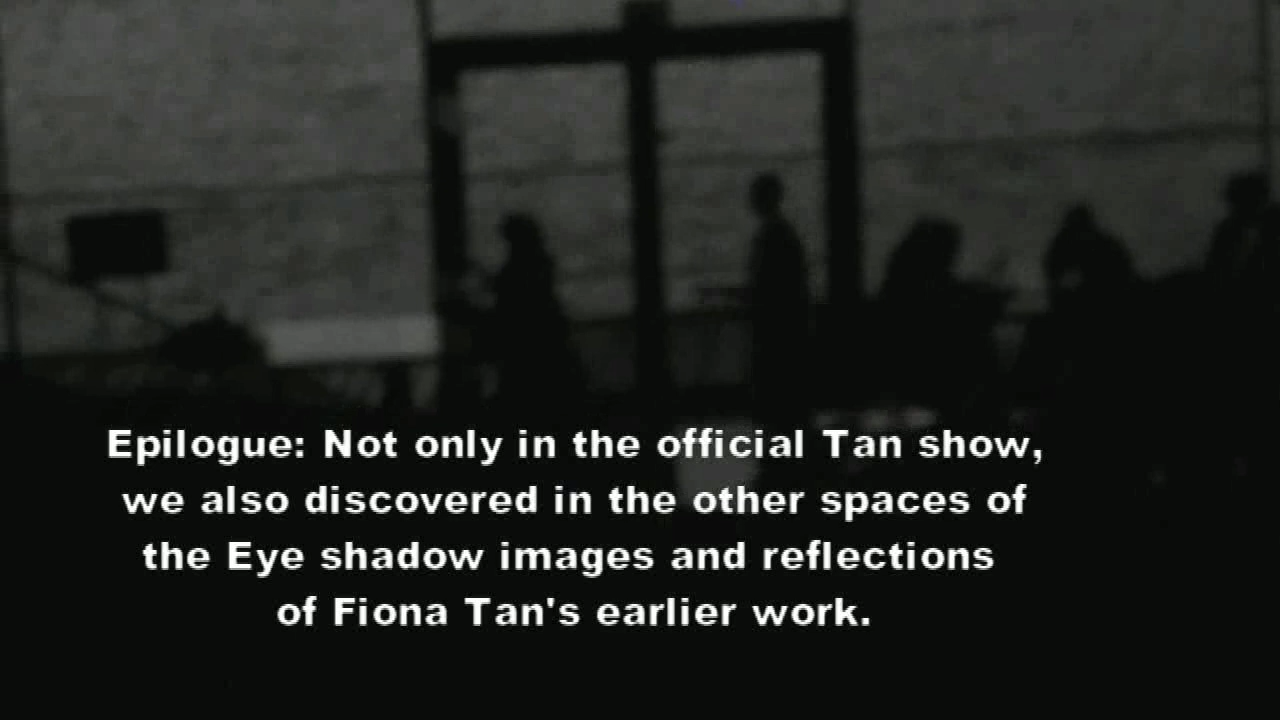 Epilogue: Not only in the official Tan show,
we also discovered in the other spaces of
the Eye shadow images and reflections
of Fiona Tan's earlier work.